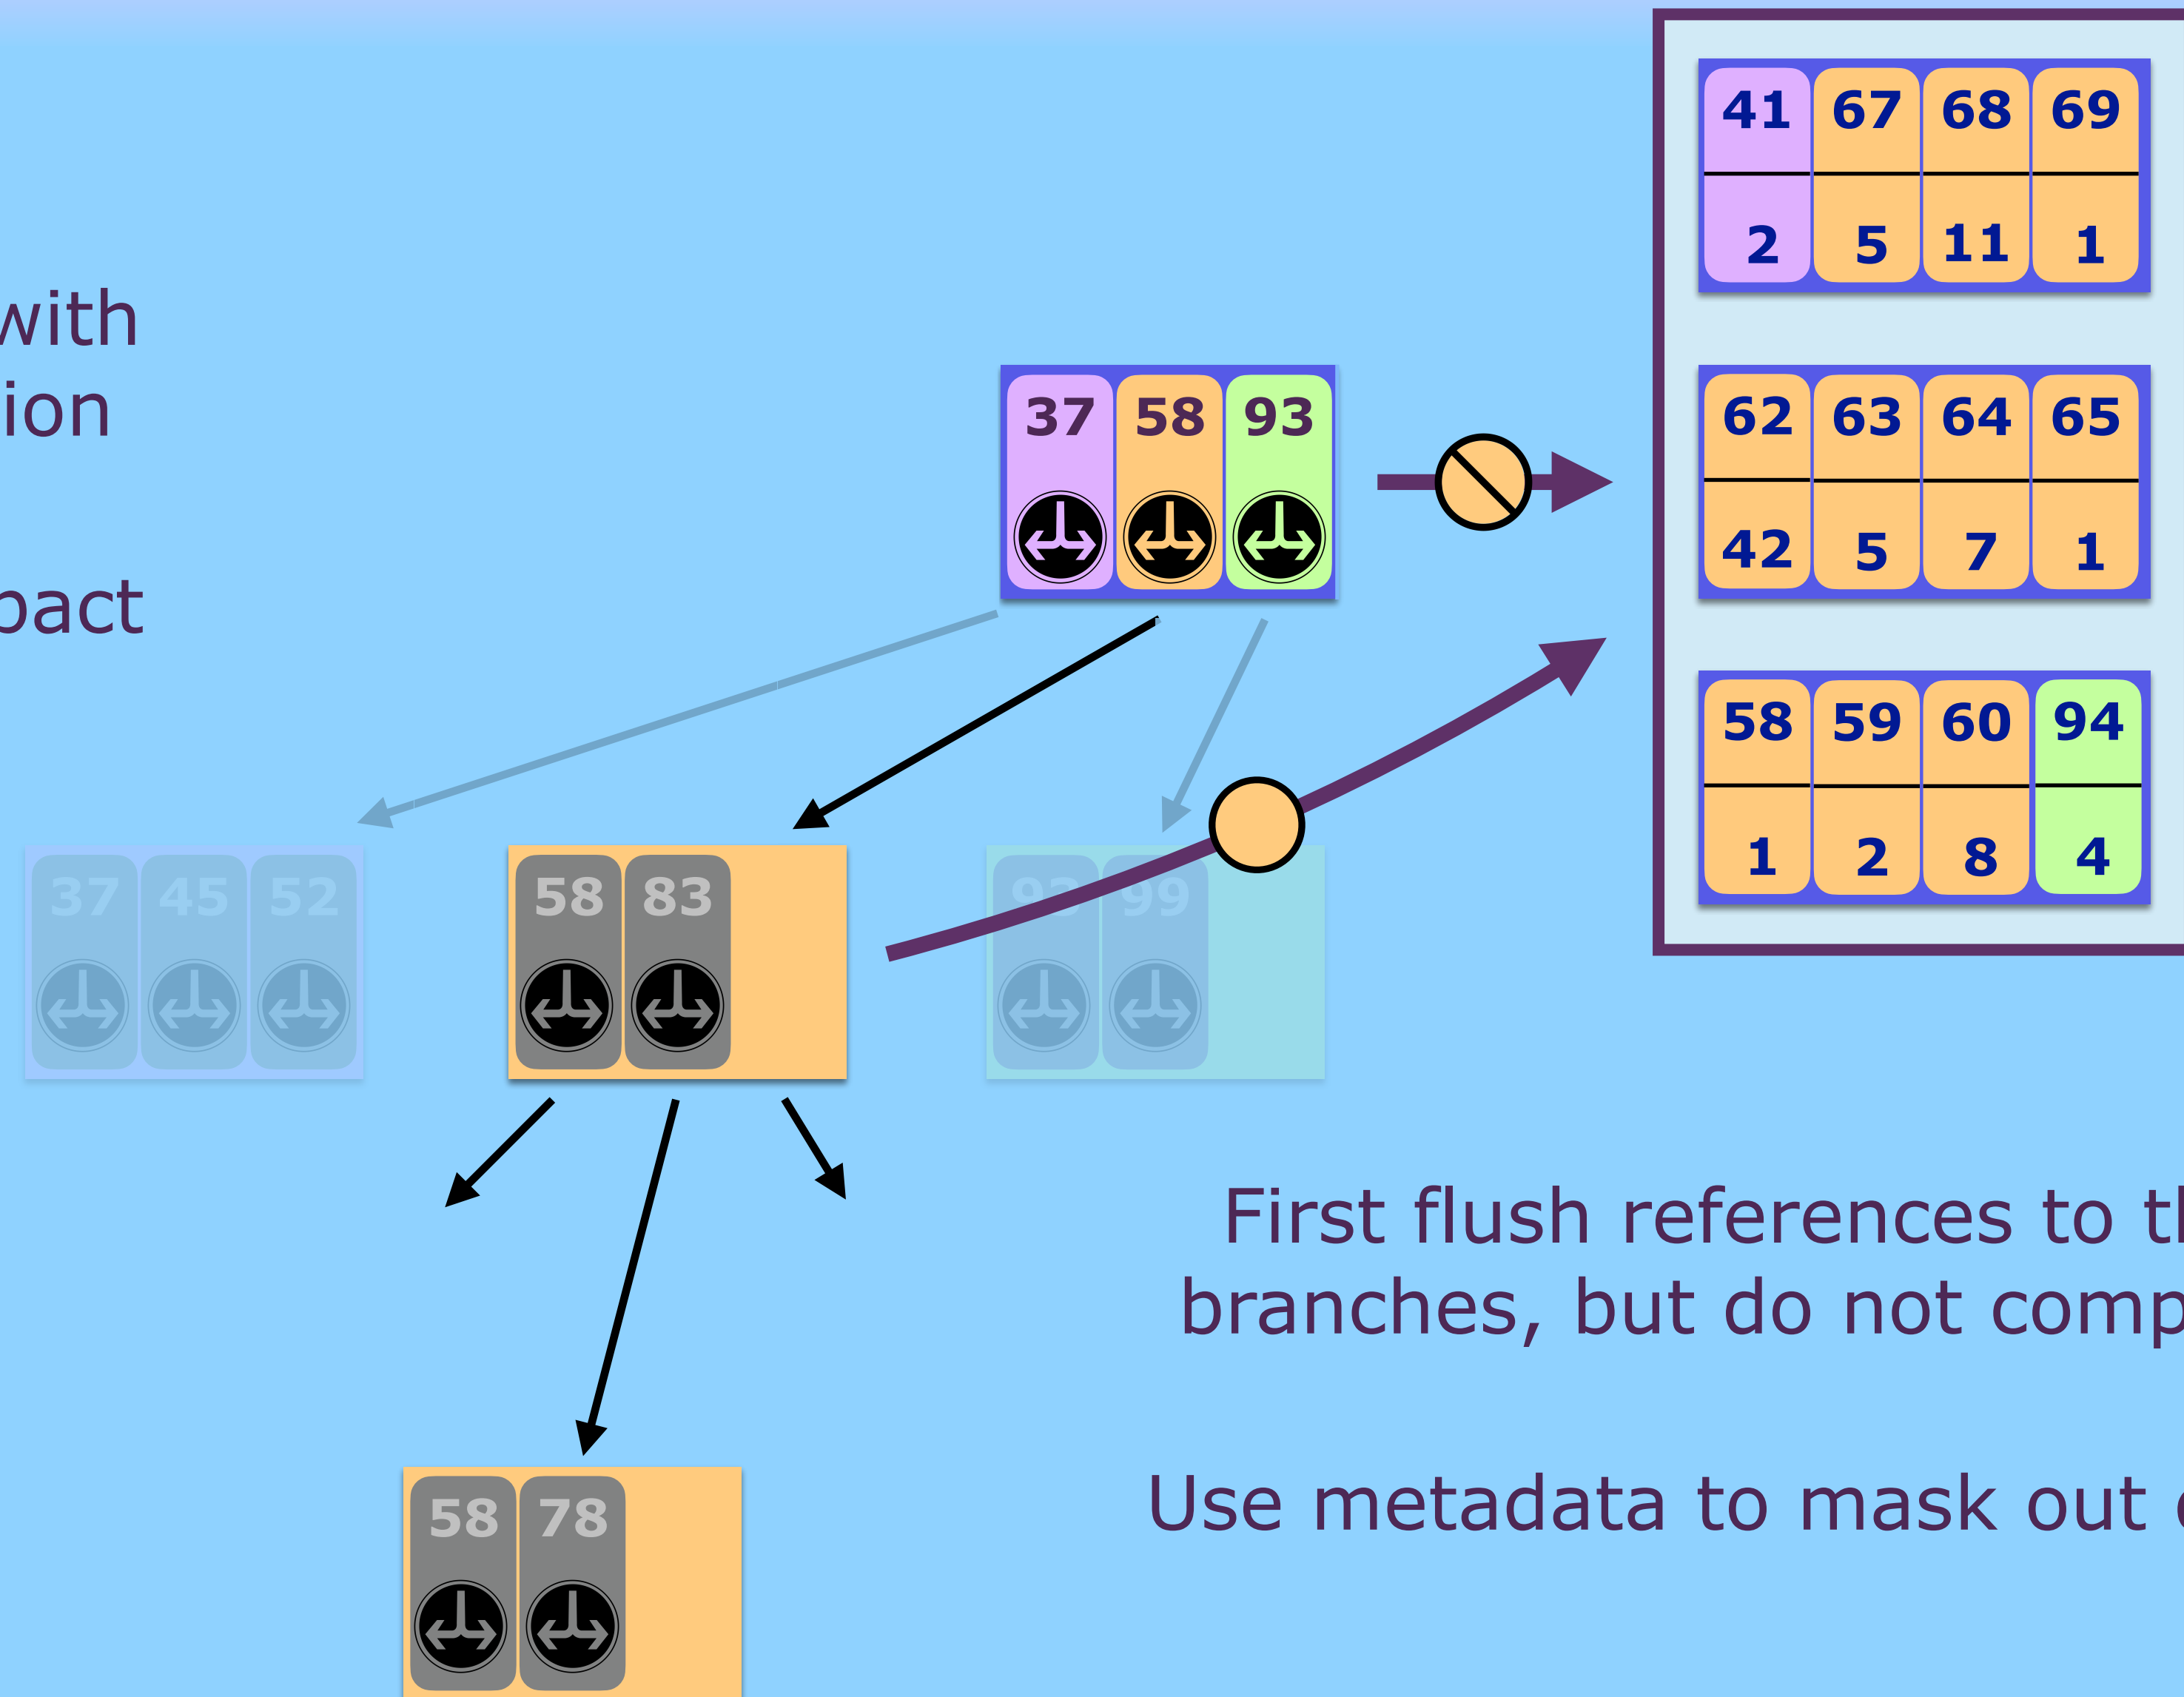 41 67 68 69
2 5 11 1
with
ion
37 58 93
62 63 64 65
42 5 7 1
pact
58 59 60 94
1 2 8 4
37 45 52
58 83
93 99
First flush references to th
branches, but do not comp
Use metadata to mask out
58 78